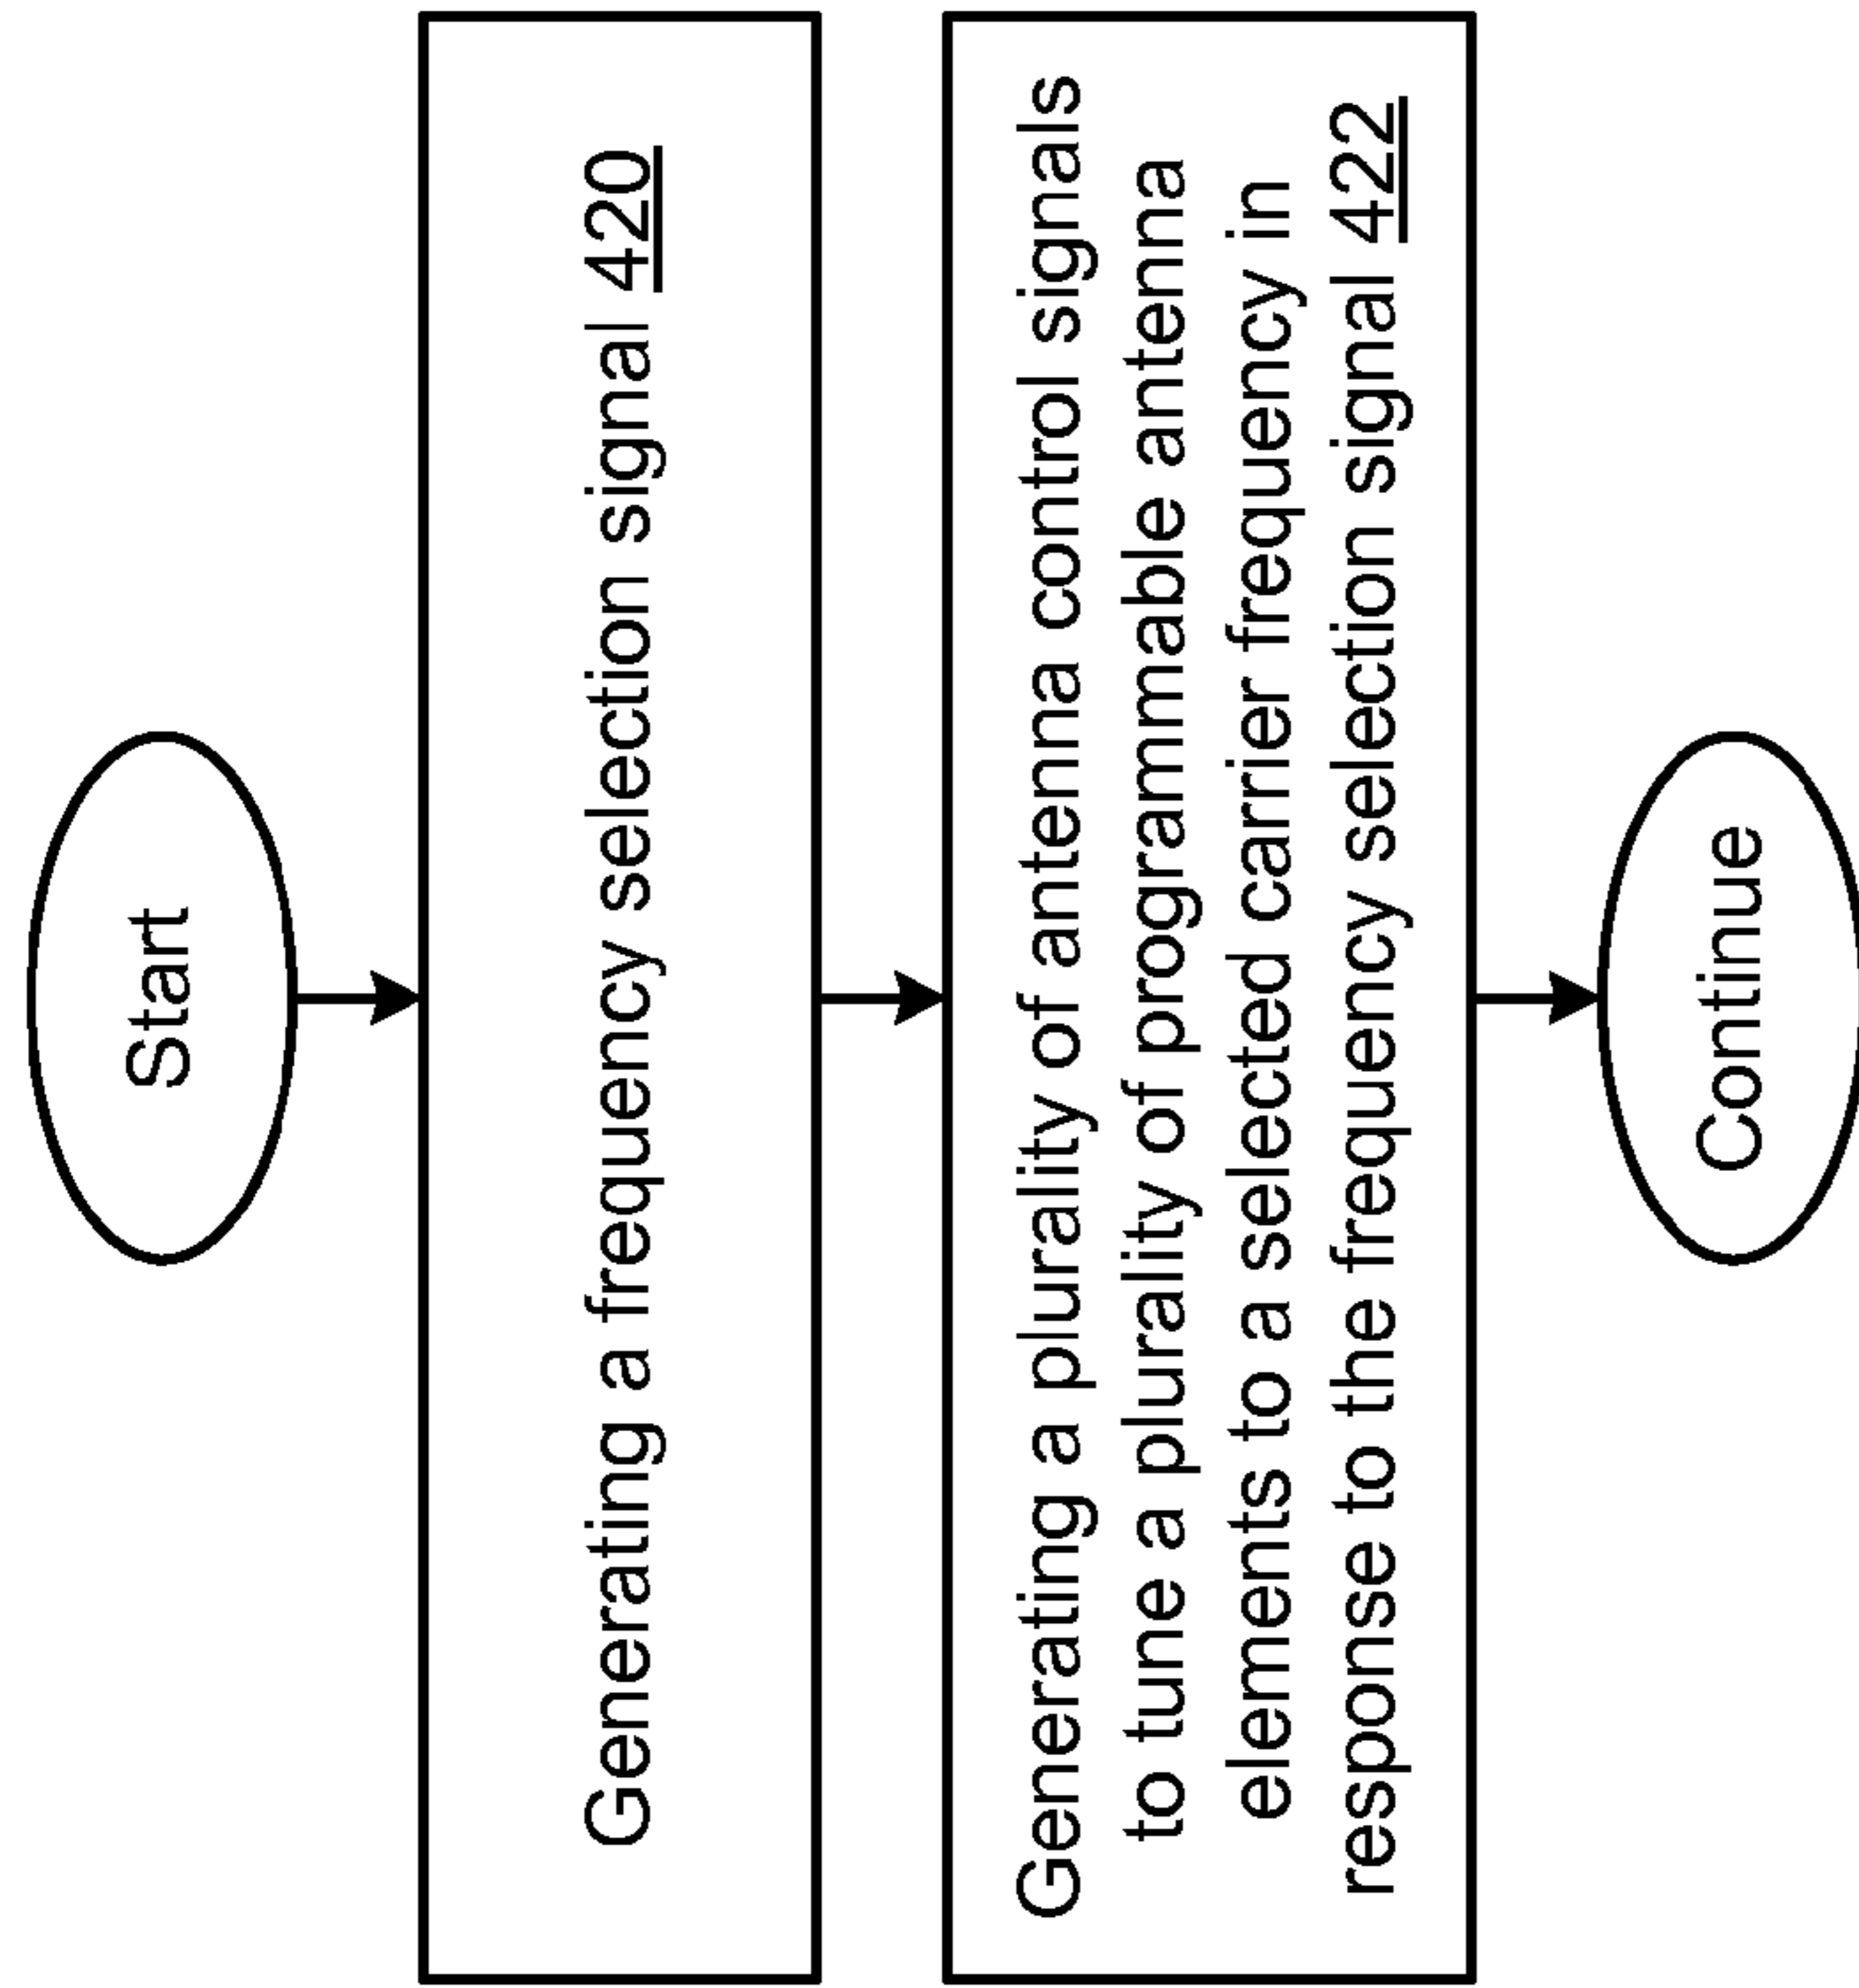 Start
Generating a frequency selection signal 420
Generating a plurality of antenna control signals
to tune a plurality of programmable antenna
elements to a selected carrier frequency in
response to the frequency selection signal 422
Continue